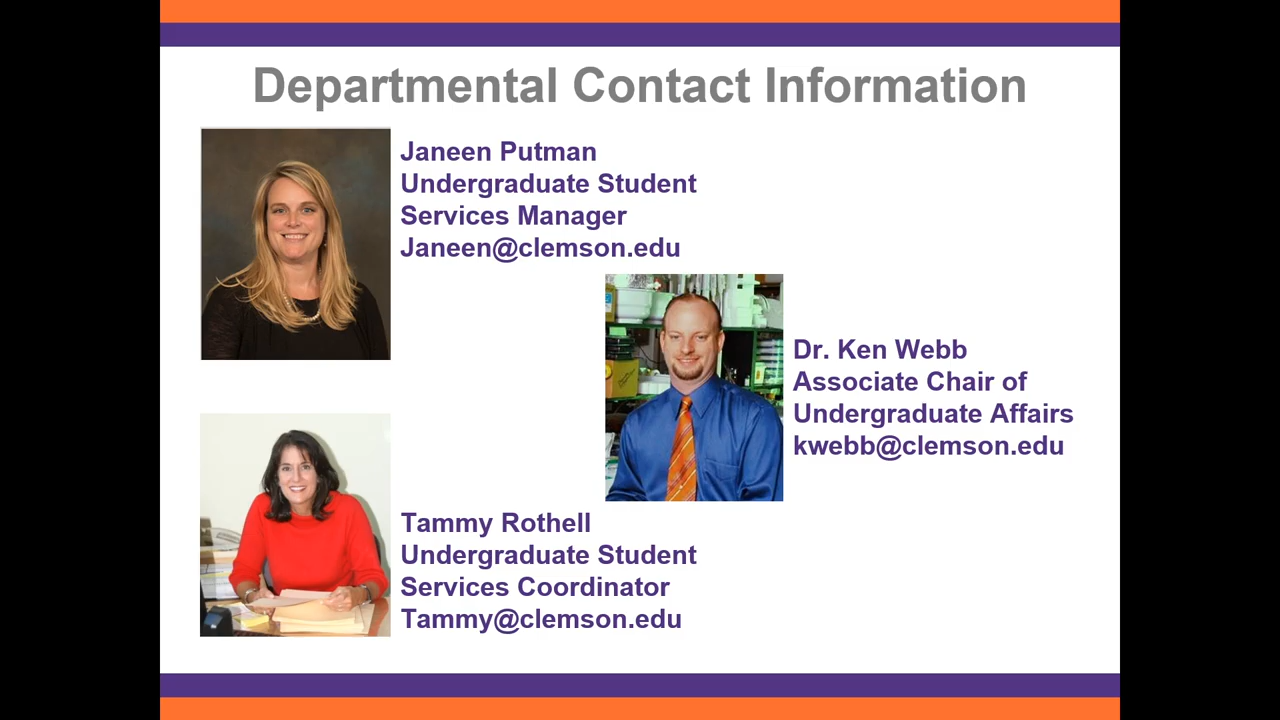 Departmental Contact Information
Janeen Putman
Undergraduate Student
Services Manager
Janeen@clemson.edu
Dr. Ken Webb
Associate Chair of
Undergraduate Affairs
kwebb@clemson.edu
Tammy Rothell
Undergraduate Student
Services Coordinator
Tammy@clemson.edu